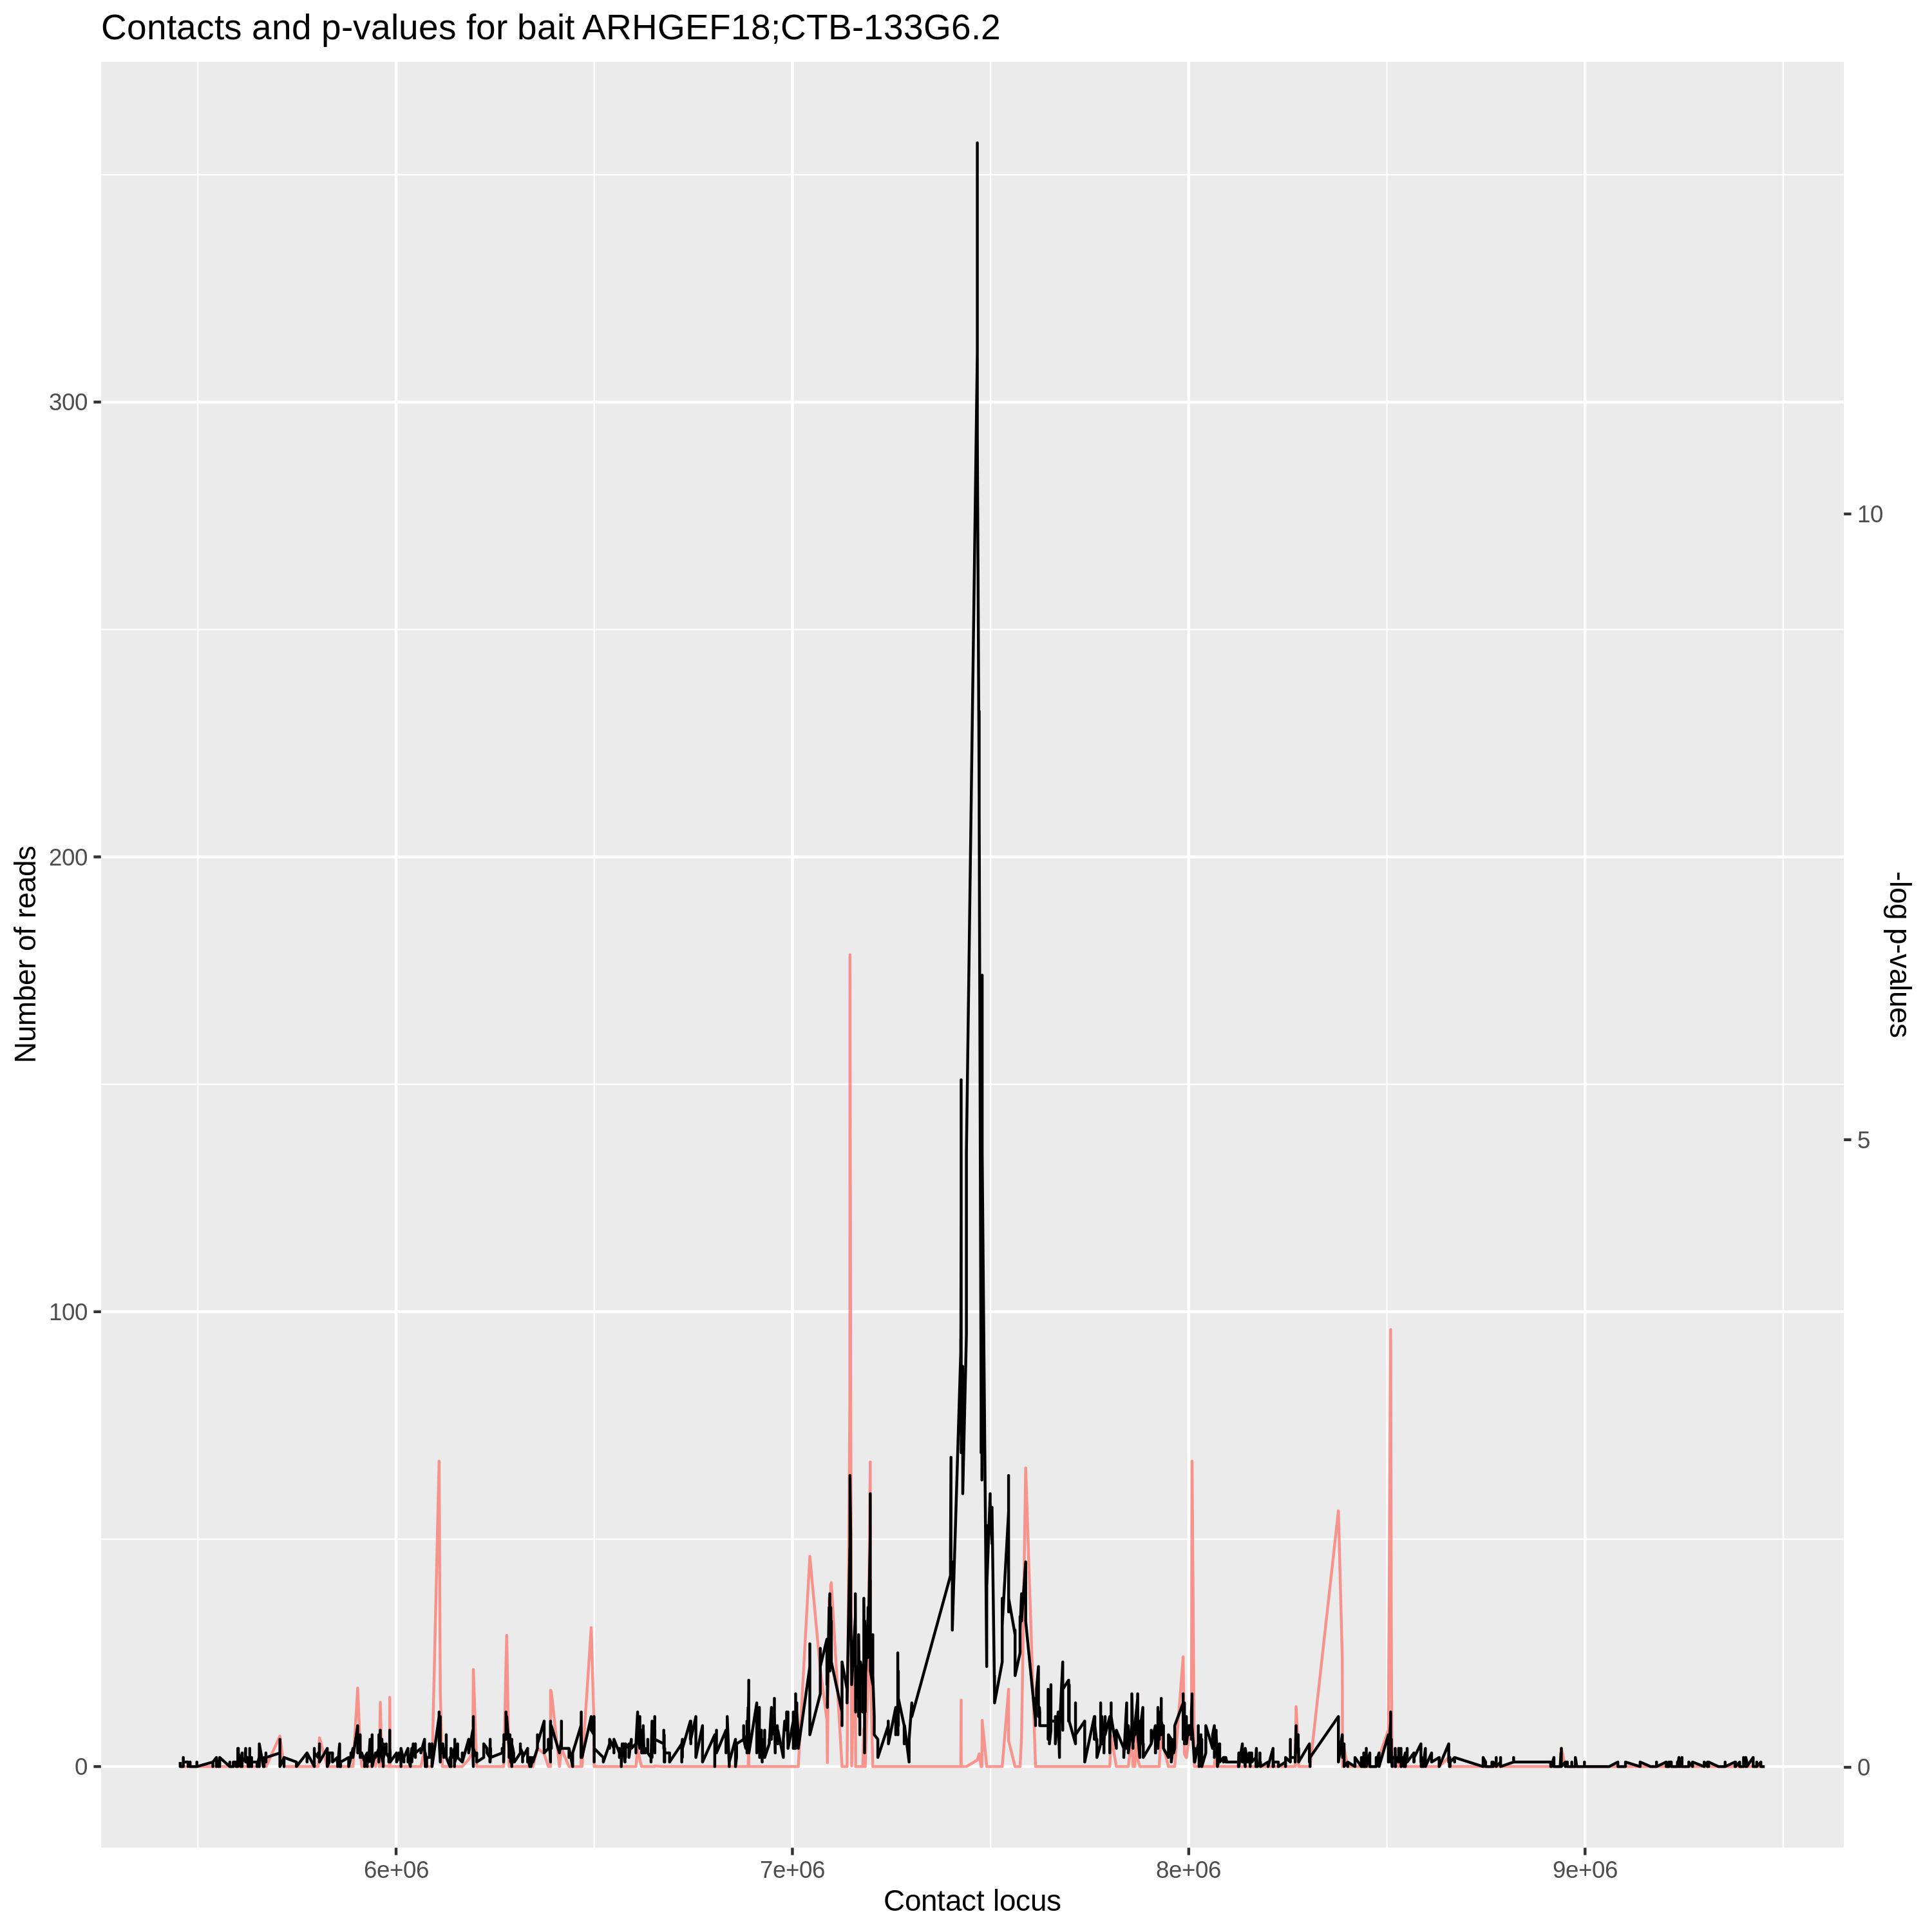 Contacts and p-values for bait ARHGEF18;CTB-133G6.2
Number of reads
300
200
100
0
10
5
0
-log p-values
6e+06
7e+06
8e+06
9e+06
Contact locus